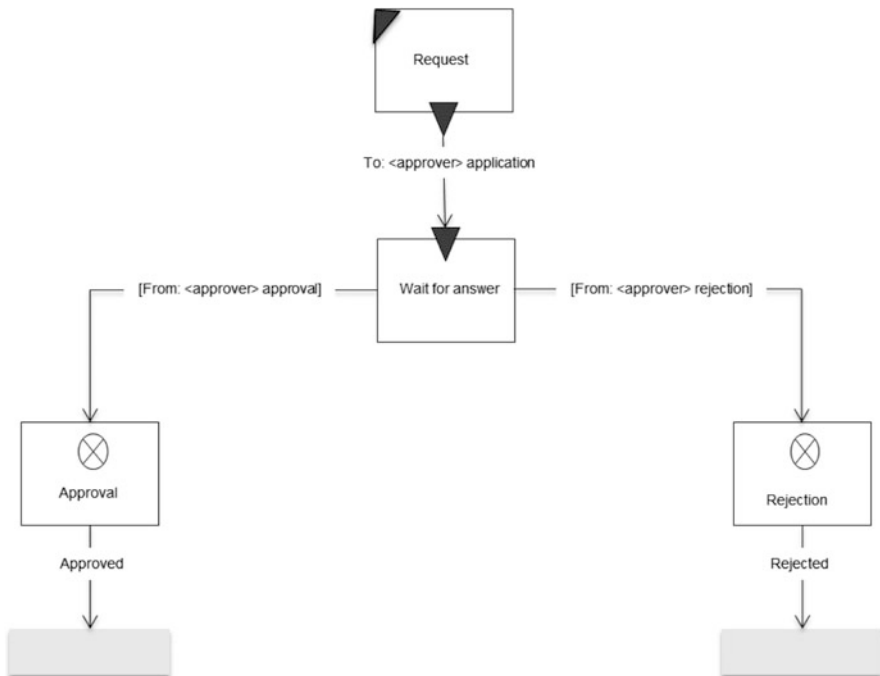 Request
To: <approver> application
[From: <approver> approval]
Wait for answer
[From: <approver> rejection]
Approval
Rejection
Approved
Rejected